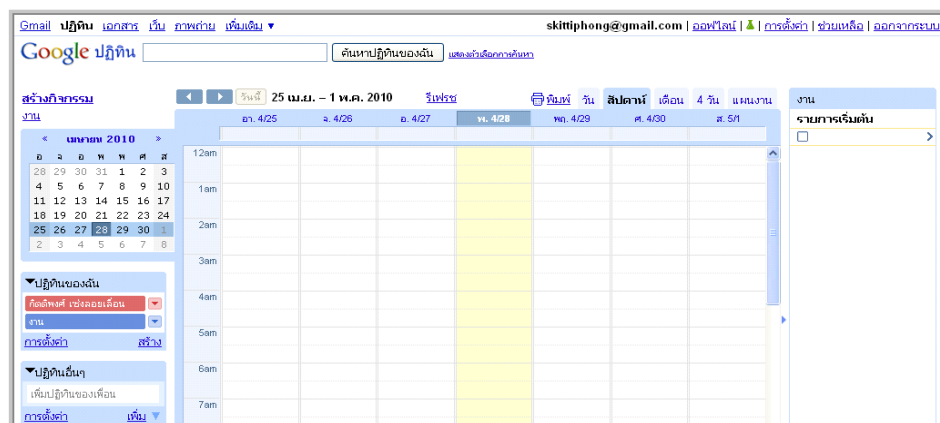 Gmail ปฏิทิน เอกสาร เว็บ ภาพถ่าย เพิ่มเติม ▼ skittiphong@gmail.com | ออฟไลน์ | การตั้งค่า | ช่วยเหลือ | ออกจากระบบ
Google ปฏิทิน ค้นหาปฏิทินของฉัน แสดงตัวเลือกการค้นหา
สร้างกิจกรรม
งาน
« เมษายน 2010 »
อ จ อ พ พ ศ ส
28 29 30 31 1 2 3
4 5 6 7 8 9 10
11 12 13 14 15 16 17
18 19 20 21 22 23 24
25 26 27 28 29 30 1
2 3 4 5 6 7 8
▼ปฏิทินของฉัน
กิตติพงศ์ เซ่งลอยเลื่อน
งาน
การตั้งค่า สร้าง
▼ปฏิทินอื่นๆ
เพิ่มปฏิทินของเพื่อน
การตั้งค่า เพิ่ม ▼
วันนี้ 25 เม.ย. – 1 พ.ค. 2010 รีเฟรช พิมพ์ วัน สัปดาห์ เดือน 4 วัน แผนงาน
อา. 4/25 จ. 4/26 อ. 4/27 พ. 4/28 พฤ. 4/29 ศ. 4/30 ส. 5/1
12am
1am
2am
3am
4am
5am
6am
7am
งาน
รายการเริ่มต้น